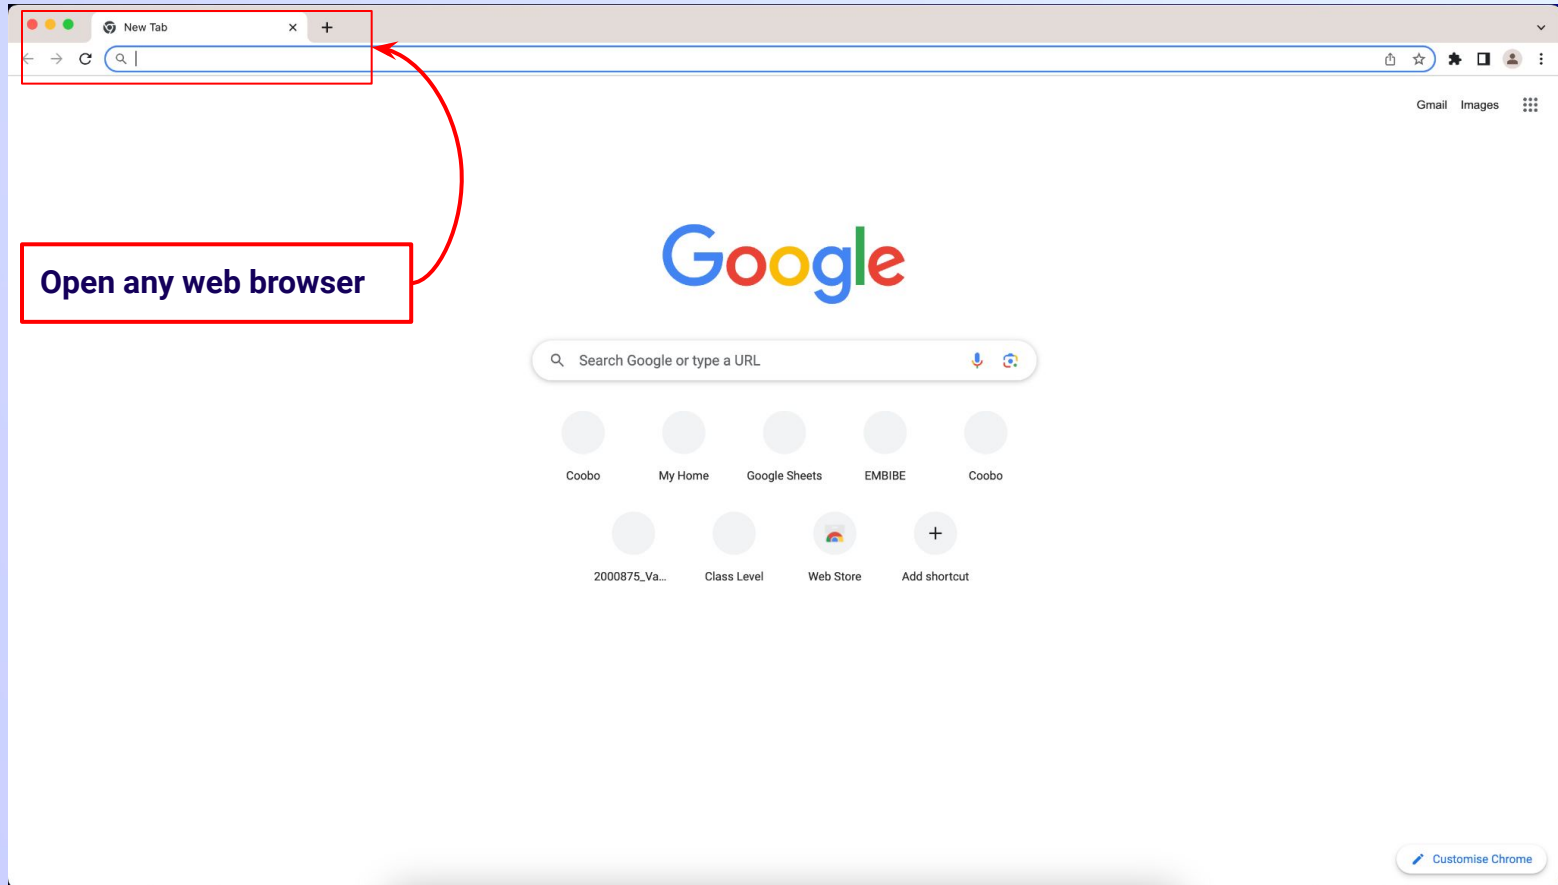 New Tab
Gmail Images
Google
Open any web browser
Search Google or type a URL
Coobo My Home Google Sheets EMBIBE Coobo
2000875_Va... Class Level Web Store Add shortcut
Customise Chrome